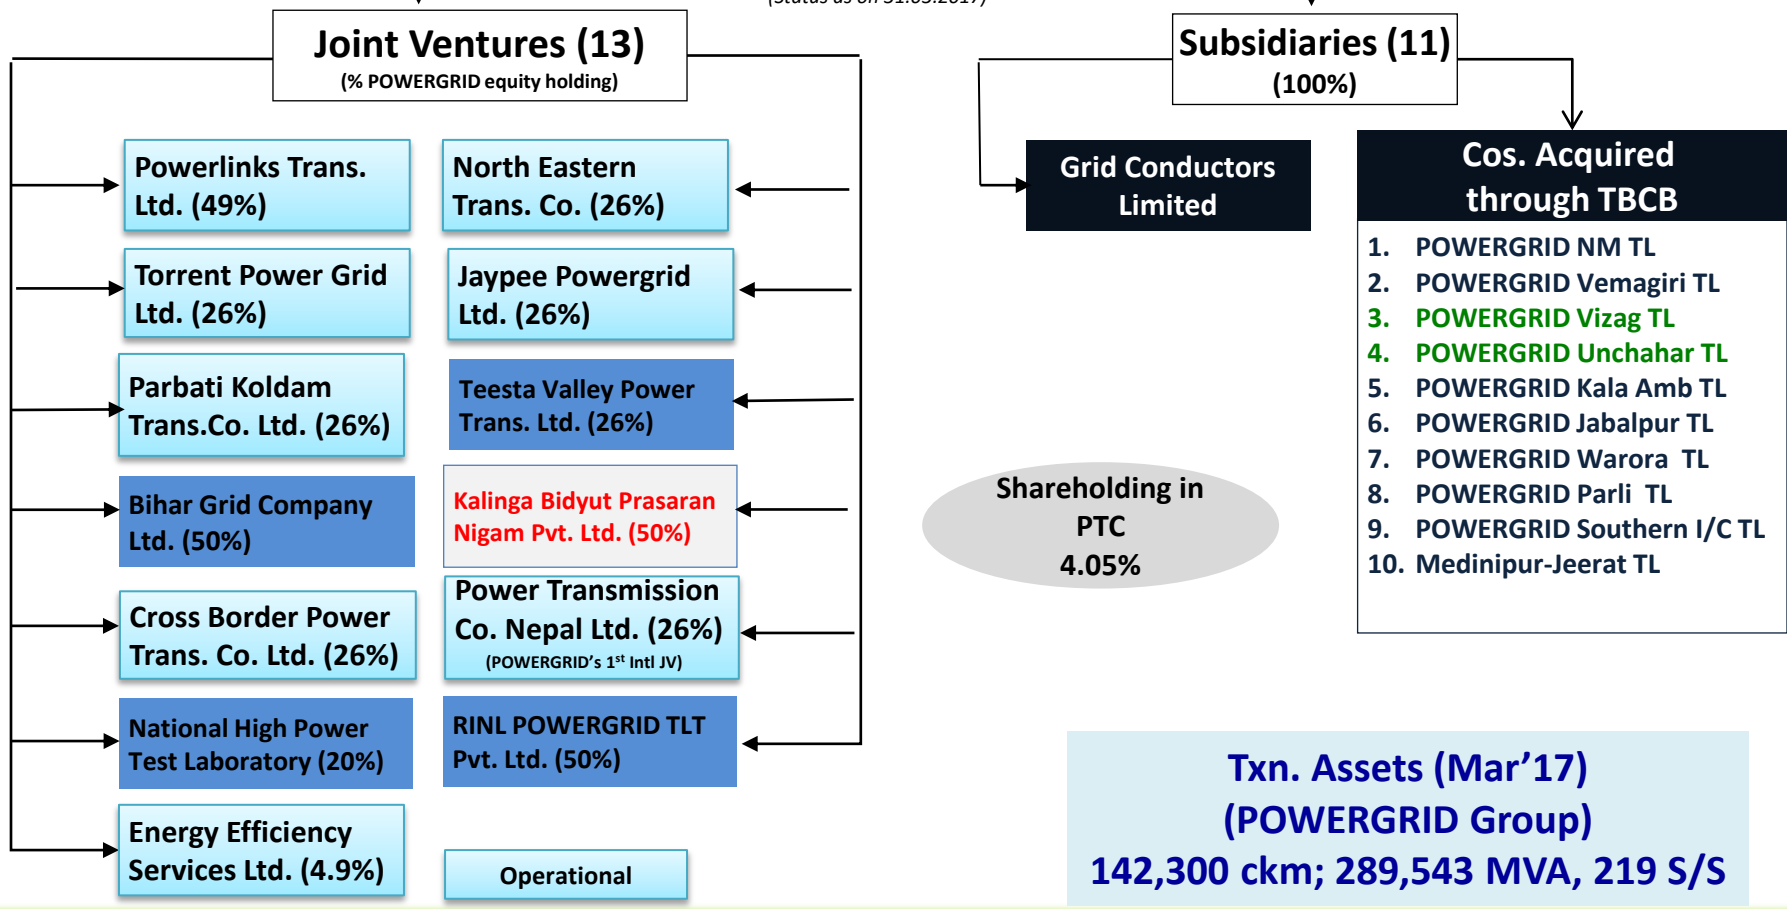 (Status as on 31.03.2017)
Joint Ventures (13)
(% POWERGRID equity holding)
Powerlinks Trans.
Ltd. (49%)
North Eastern
Trans. Co. (26%)
Torrent Power Grid
Ltd. (26%)
Jaypee Powergrid
Ltd. (26%)
Parbati Koldam
Trans.Co. Ltd. (26%)
Teesta Valley Power
Trans. Ltd. (26%)
Bihar Grid Company
Ltd. (50%)
Kalinga Bidyut Prasaran
Nigam Pvt. Ltd. (50%)
Cross Border Power
Trans. Co. Ltd. (26%)
Power Transmission
Co. Nepal Ltd. (26%)
(POWERGRID's 1st Intl JV)
National High Power
Test Laboratory (20%)
RINL POWERGRID TLT
Pvt. Ltd. (50%)
Energy Efficiency
Services Ltd. (4.9%)
Operational
Subsidiaries (11)
(100%)
Grid Conductors
Limited
Cos. Acquired
through TBCB
1. POWERGRID NM TL
2. POWERGRID Vemagiri TL
3. POWERGRID Vizag TL
4. POWERGRID Unchahar TL
5. POWERGRID Kala Amb TL
6. POWERGRID Jabalpur TL
7. POWERGRID Warora TL
8. POWERGRID Parli TL
9. POWERGRID Southern I/C TL
10. Medinipur-Jeerat TL
Shareholding in
PTC
4.05%
Txn. Assets (Mar'17)
(POWERGRID Group)
142,300 ckm; 289,543 MVA, 219 S/S